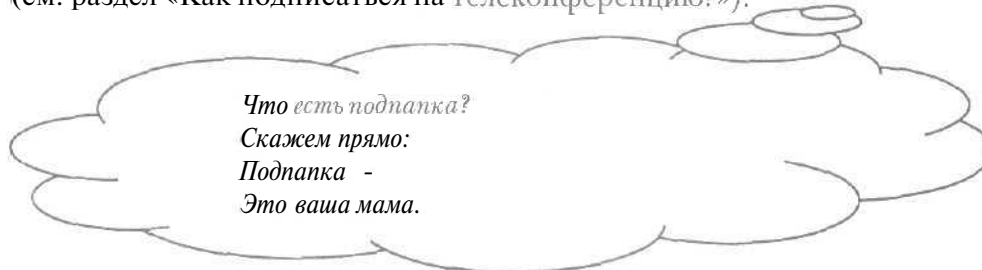 (см. раздел «Как подписаться на телеконференцию?»).
Что есть подпапка?
Скажем прямо:
Подпапка -
Это ваша мама.